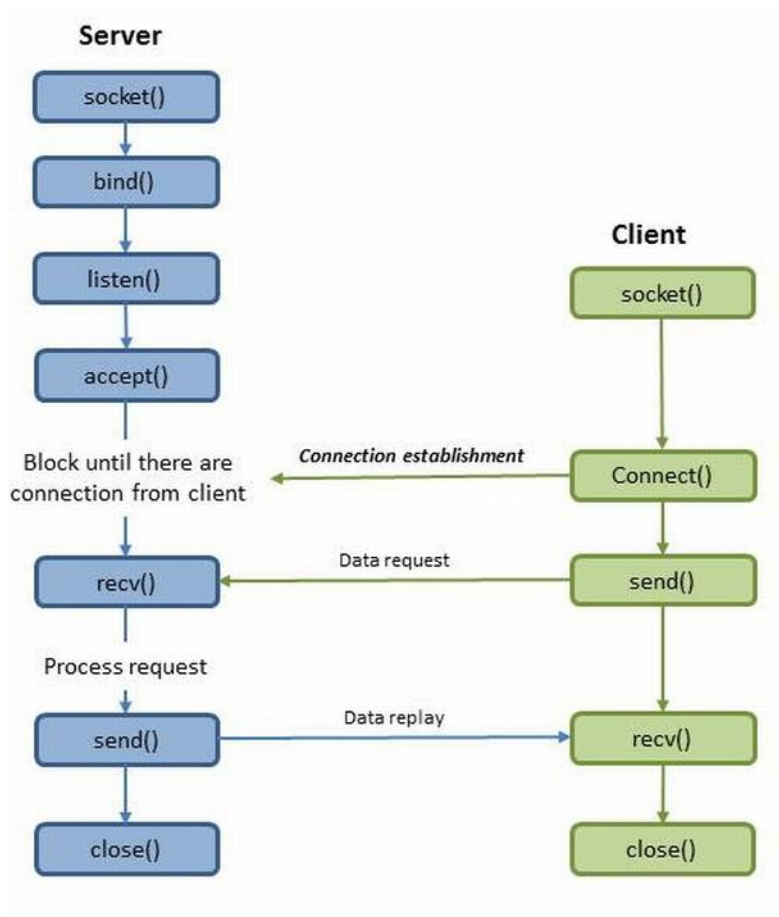 Server
socket()
bind()
listen()
accept()
Block until there are
connection from client
recv()
Process request
send()
close()
Connection establishment
Data request
Data replay
Client
socket()
Connect()
send()
recv()
close()